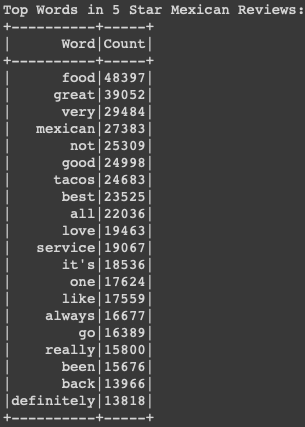 Top Words in 5 Star Mexican Reviews:
+----------+-----+
|      Word|Count|
+----------+-----+
|      food|48397|
|     great|39052|
|      very|29484|
|   mexican|27383|
|       not|25309|
|      good|24998|
|     tacos|24683|
|      best|23525|
|       all|22036|
|      love|19463|
|   service|19067|
|      it's|18536|
|       one|17624|
|      like|17559|
|    always|16677|
|        go|16389|
|    really|15800|
|      been|15676|
|      back|13966|
|definitely|13818|
+----------+-----+